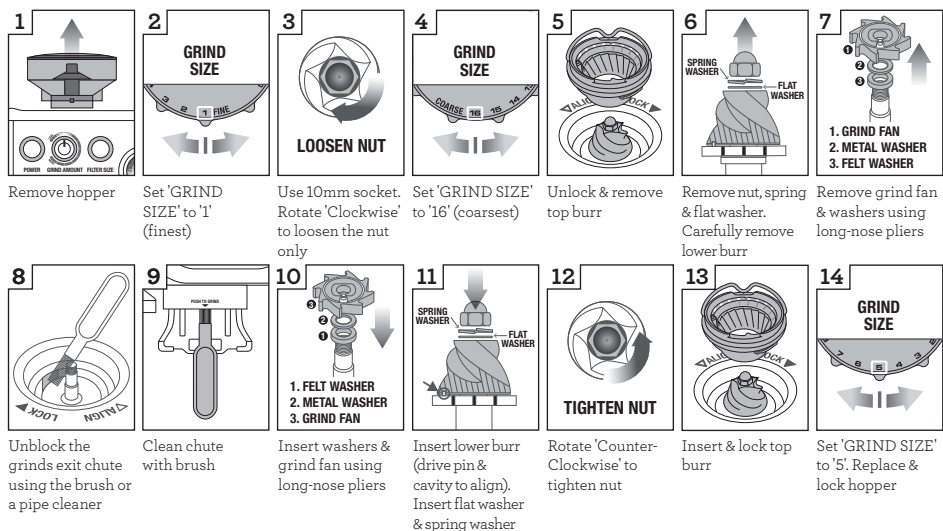 1
POWER GRIND AMOUNT FILTER SIZE
Remove hopper
2
GRIND
SIZE
3 2 1 FINE
Set 'GRIND
SIZE' to '1'
(finest)
3
LOOSEN NUT
Use 10mm socket.
Rotate 'Clockwise'
to loosen the nut
only
4
GRIND
SIZE
COARSE 16 15 14
Set 'GRIND SIZE'
to '16' (coarsest)
5
ALIGN LOCK
Unlock & remove
top burr
6
SPRING
WASHER
FLAT
WASHER
Remove nut, spring
& flat washer.
Carefully remove
lower burr
7
1
2
3
1. GRIND FAN
2. METAL WASHER
3. FELT WASHER
Remove grind fan
& washers using
long-nose pliers
8
LOCK ALIGN
Unblock the
grinds exit chute
using the brush or
a pipe cleaner
9
PUSH TO GRIND
Clean chute
with brush
10
3
2
1
1. FELT WASHER
2. METAL WASHER
3. GRIND FAN
Insert washers &
grind fan using
long-nose pliers
11
SPRING
WASHER
FLAT
WASHER
Insert lower burr
(drive pin &
cavity to align).
Insert flat washer
& spring washer
12
TIGHTEN NUT
Rotate 'Counter-
Clockwise' to
tighten nut
13
Insert & lock top
burr
14
GRIND
SIZE
7 6 5 4 3 2
Set 'GRIND SIZE'
to '5'. Replace &
lock hopper